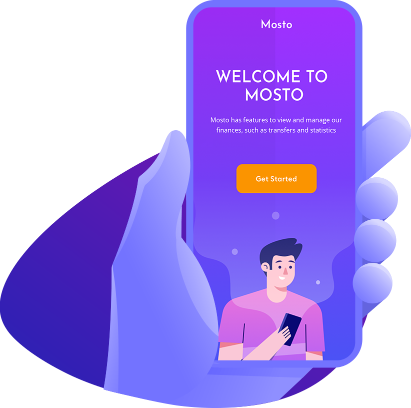 Mosto
WELCOME TO
MOSTO
Mosto has features to view and manage our
finances, such as transfers and statistics
Get Started